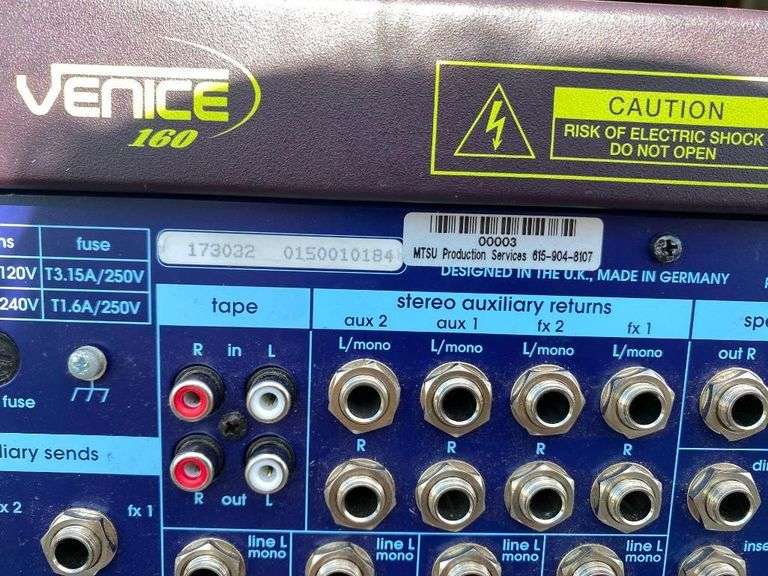 VENICE
160
CAUTION
RISK OF ELECTRIC SHOCK
DO NOT OPEN
00003
MTSU Production Services 615-904-8107
173032 0150010184
DESIGNED IN THE U.K., MADE IN GERMANY
fuse
120V T3.15A/250V
240V T1.6A/250V
tape
stereo auxiliary returns
aux 2 aux 1 fx 2 fx 1
R in L
L/mono L/mono L/mono L/mono
out R
fuse
R R R R
liary sends
R out L
x 2 fx 1
line L
mono
line L
mono
line L
mono
line L
mono